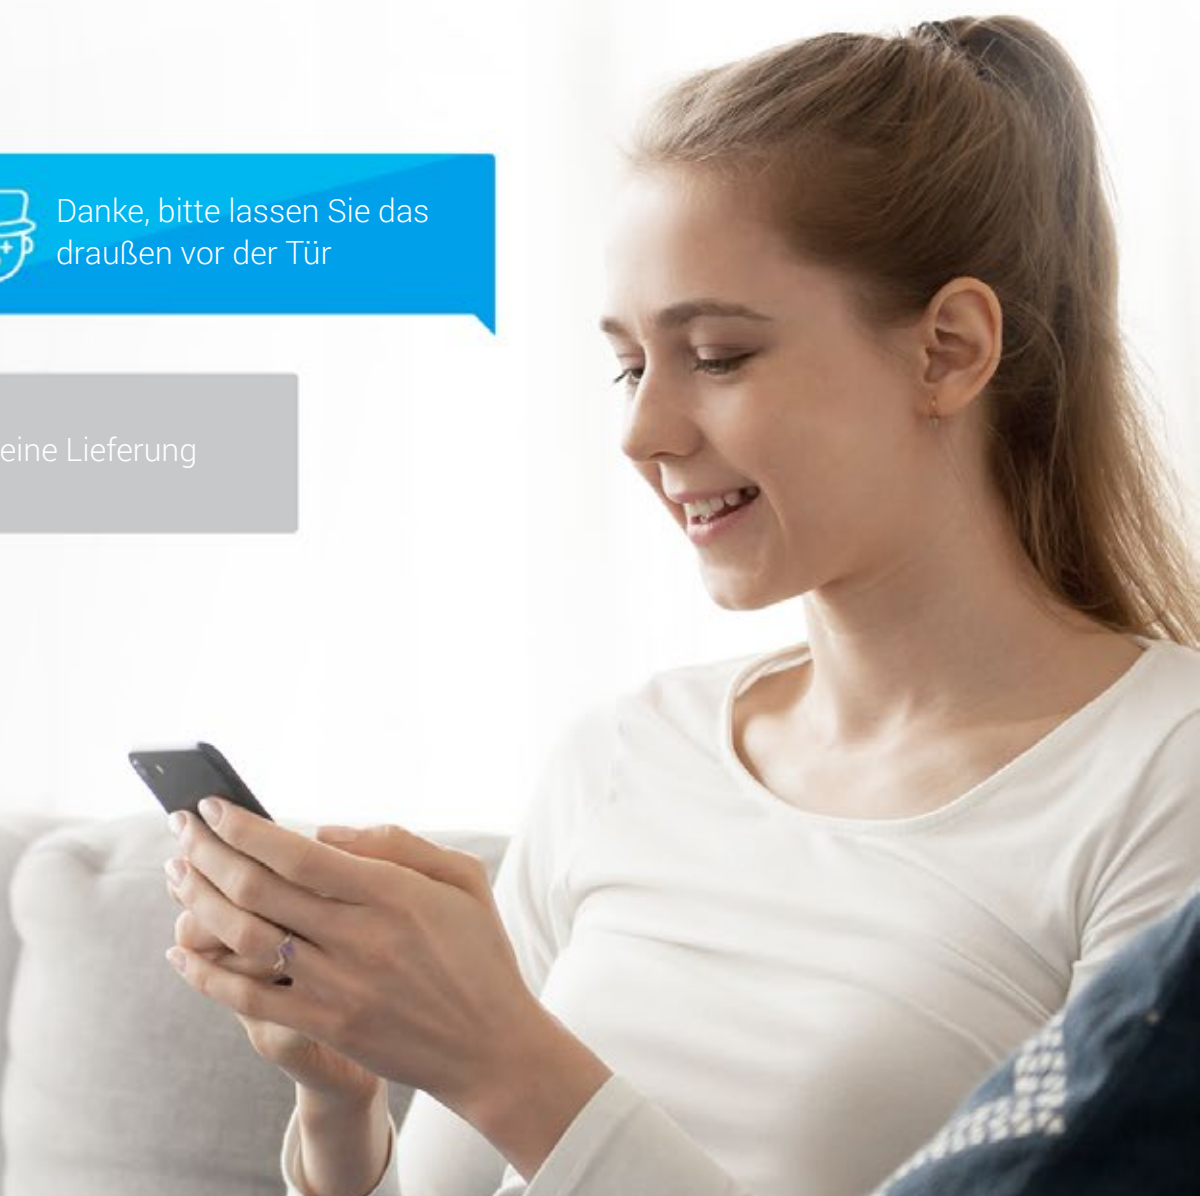 Danke, bitte lassen Sie das
draußen vor der Tür
eine Lieferung